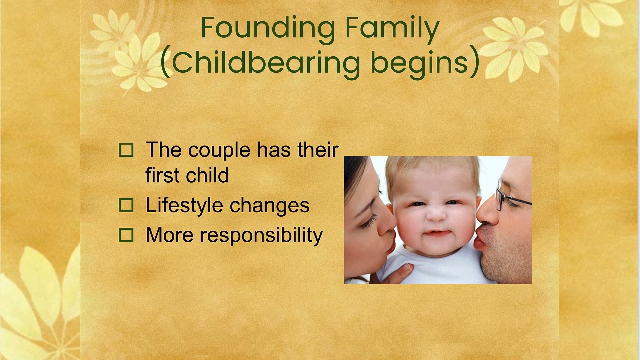 Founding Family
(Childbearing begins)
The couple has their
first child
Lifestyle changes
More responsibility